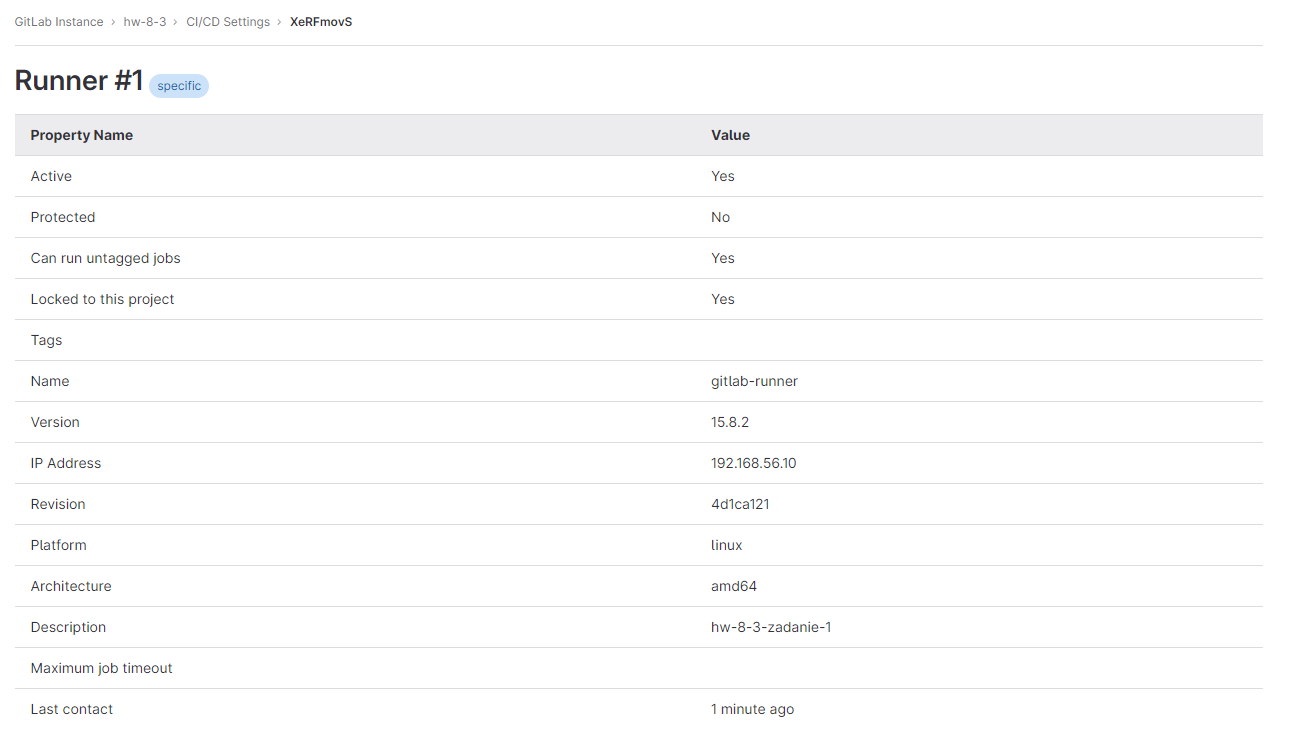 GitLab Instance › hw-8-3 › CI/CD Settings › XeRFmovS
Runner #1 specific
Property Name Value
Active Yes
Protected No
Can run untagged jobs Yes
Locked to this project Yes
Tags
Name gitlab-runner
Version 15.8.2
IP Address 192.168.56.10
Revision 4d1ca121
Platform linux
Architecture amd64
Description hw-8-3-zadanie-1
Maximum job timeout
Last contact 1 minute ago